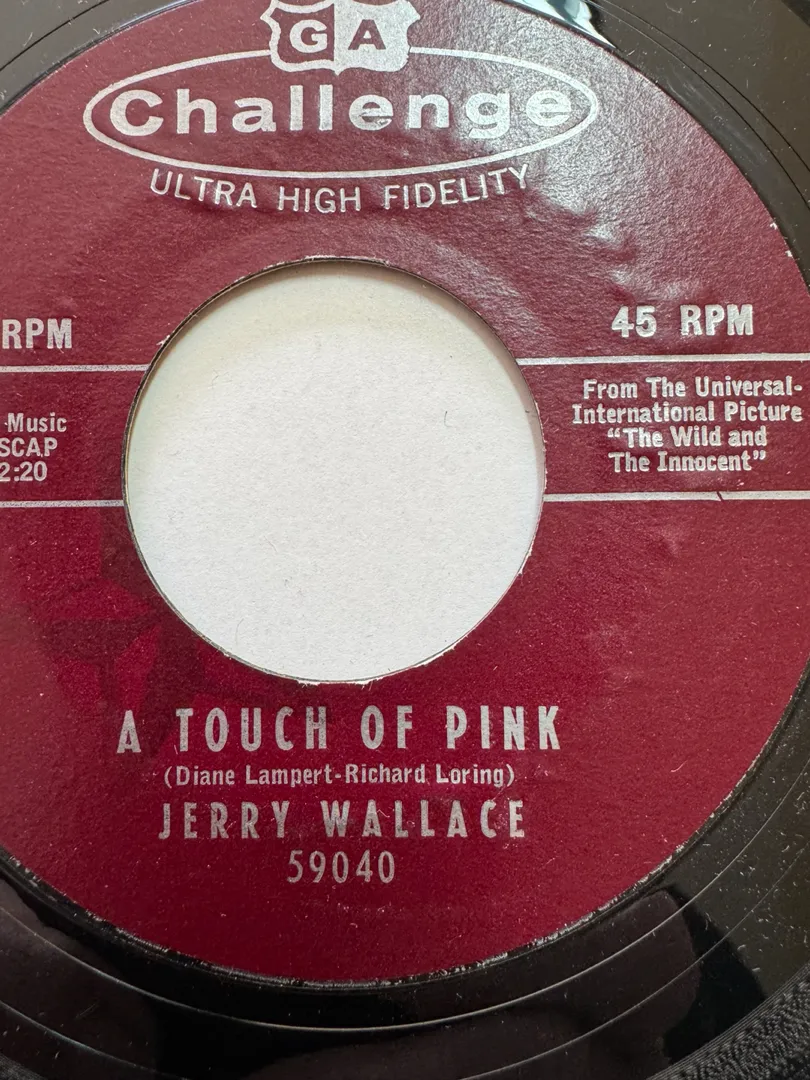 GA
Challenge
ULTRA HIGH FIDELITY
RPM
45 RPM
Music
SCAP
2:20
From The Universal-
International Picture
"The Wild and
The Innocent"
A TOUCH OF PINK
(Diane Lampert-Richard Loring)
JERRY WALLACE
59040